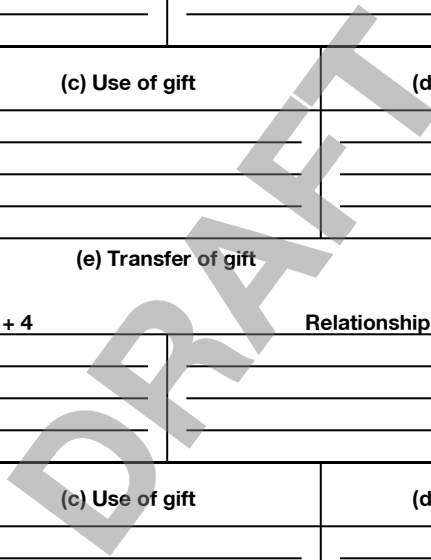 (c) Use of gift (d
(e) Transfer of gift
+ 4 Relationship
(c) Use of gift (d
DRAFT